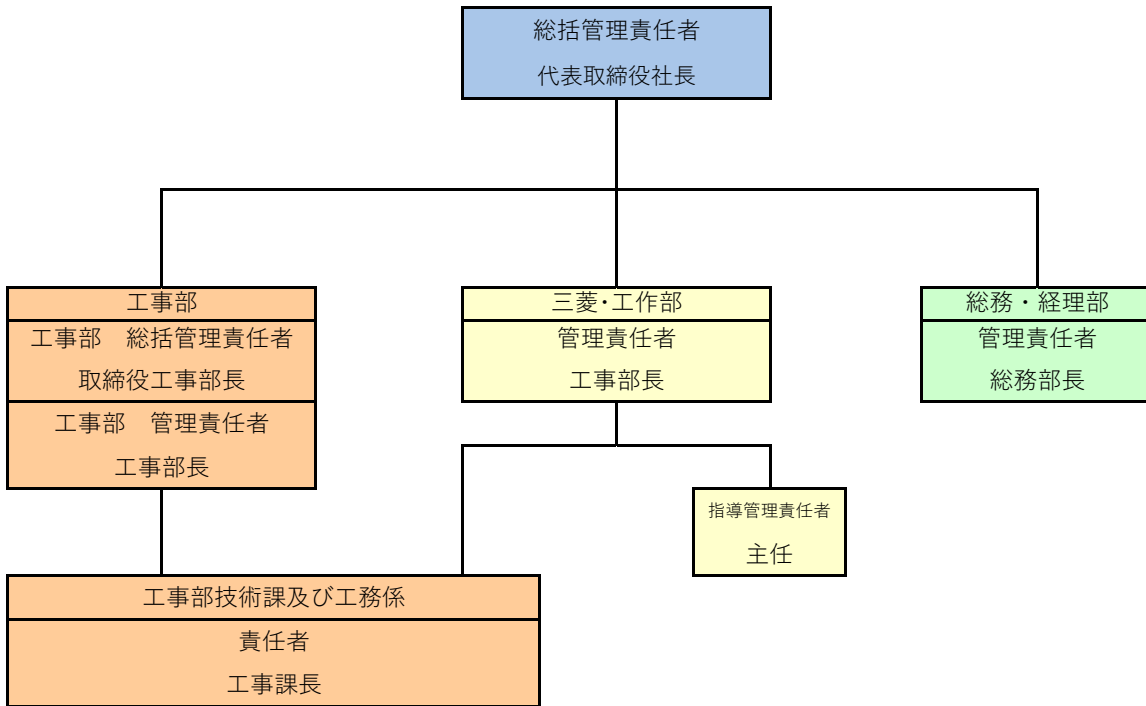 総括管理責任者
代表取締役社長
工事部
工事部　総括管理責任者
取締役工事部長
工事部　管理責任者
工事部長
三菱･工作部
管理責任者
工事部長
総務・経理部
管理責任者
総務部長
指導管理責任者
主任
工事部技術課及び工務係
責任者
工事課長